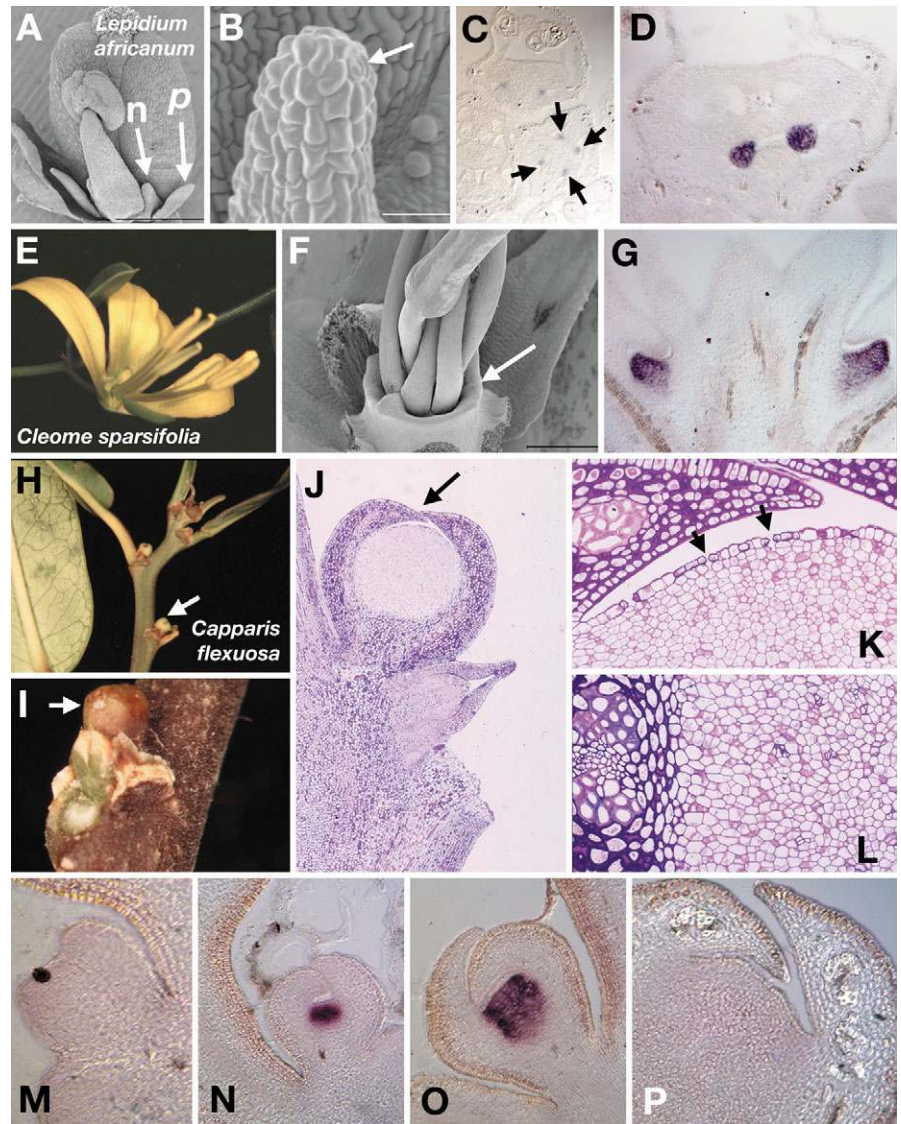 A
Lepidium
africanum
n
p
B
C
D
E
Cleome sparsifolia
F
G
H
Capparis
flexuosa
I
J
K
L
M
N
O
P